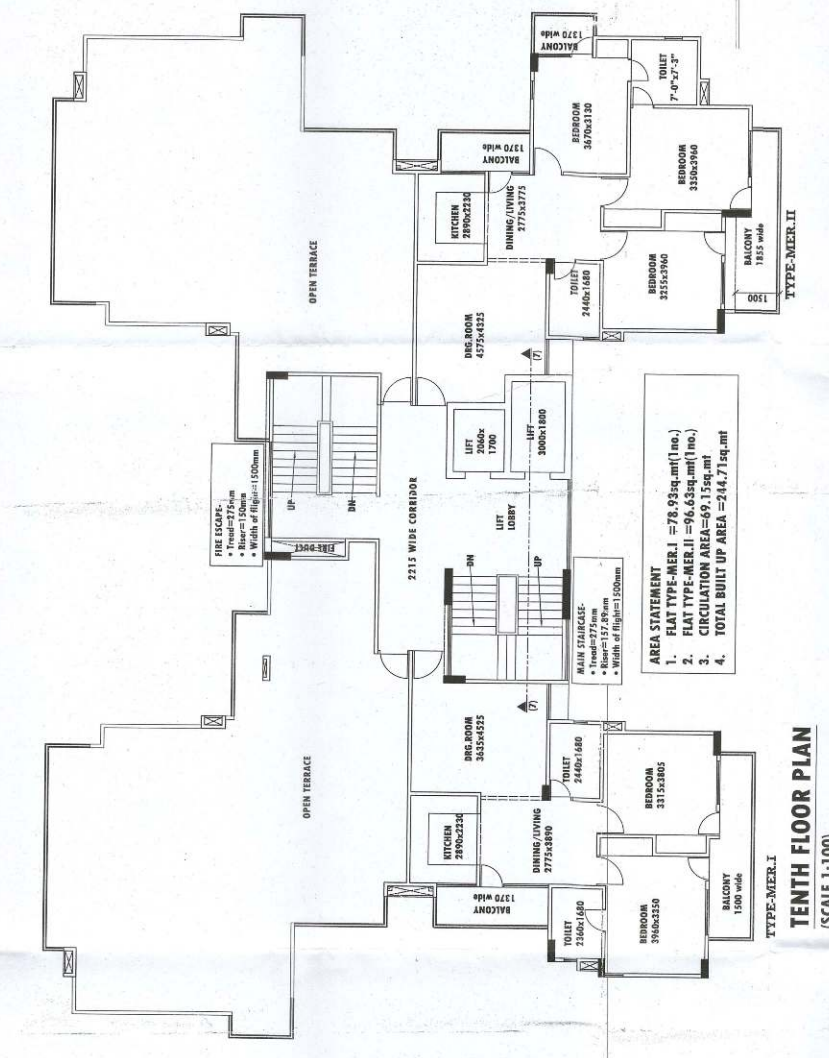 TENTH FLOOR PLAN
(SCALE 1:100)
TYPE-MER.I
TYPE-MER.II
OPEN TERRACE
OPEN TERRACE
FIRE ESCAPE-
• Tread=275mm
• Riser=150mm
• Width of flight=1500mm
FIRE DUCT
UP
DN
2215 WIDE CORRIDOR
LIFT
LOBBY
LIFT
2060x
1700
LIFT
3000x1800
DN
UP
MAIN STAIRCASE-
• Tread=275mm
• Riser=157.89mm
• Width of flight=1500mm
(7)
(7)
BALCONY
1370 wide
KITCHEN
2890x2230
DRG.ROOM
3635x4525
DINING/LIVING
2775x3890
TOILET
2360x1680
TOILET
2440x1680
BEDROOM
3960x3350
BEDROOM
3315x3805
BALCONY
1500 wide
DRG.ROOM
4575x4325
KITCHEN
2890x2230
BALCONY
1370 wide
DINING/LIVING
2775x3775
BALCONY
1370 wide
BEDROOM
3670x3130
TOILET
7'-0"x7'-3"
TOILET
2440x1680
BEDROOM
3255x3960
BEDROOM
3350x3960
BALCONY
1855 wide
1500
AREA STATEMENT
1. FLAT TYPE-MER.I =78.93sq.mt(1no.)
2. FLAT TYPE-MER.II =96.63sq.mt(1no.)
3. CIRCULATION AREA=69.15sq.mt
4. TOTAL BUILT UP AREA =244.71sq.mt